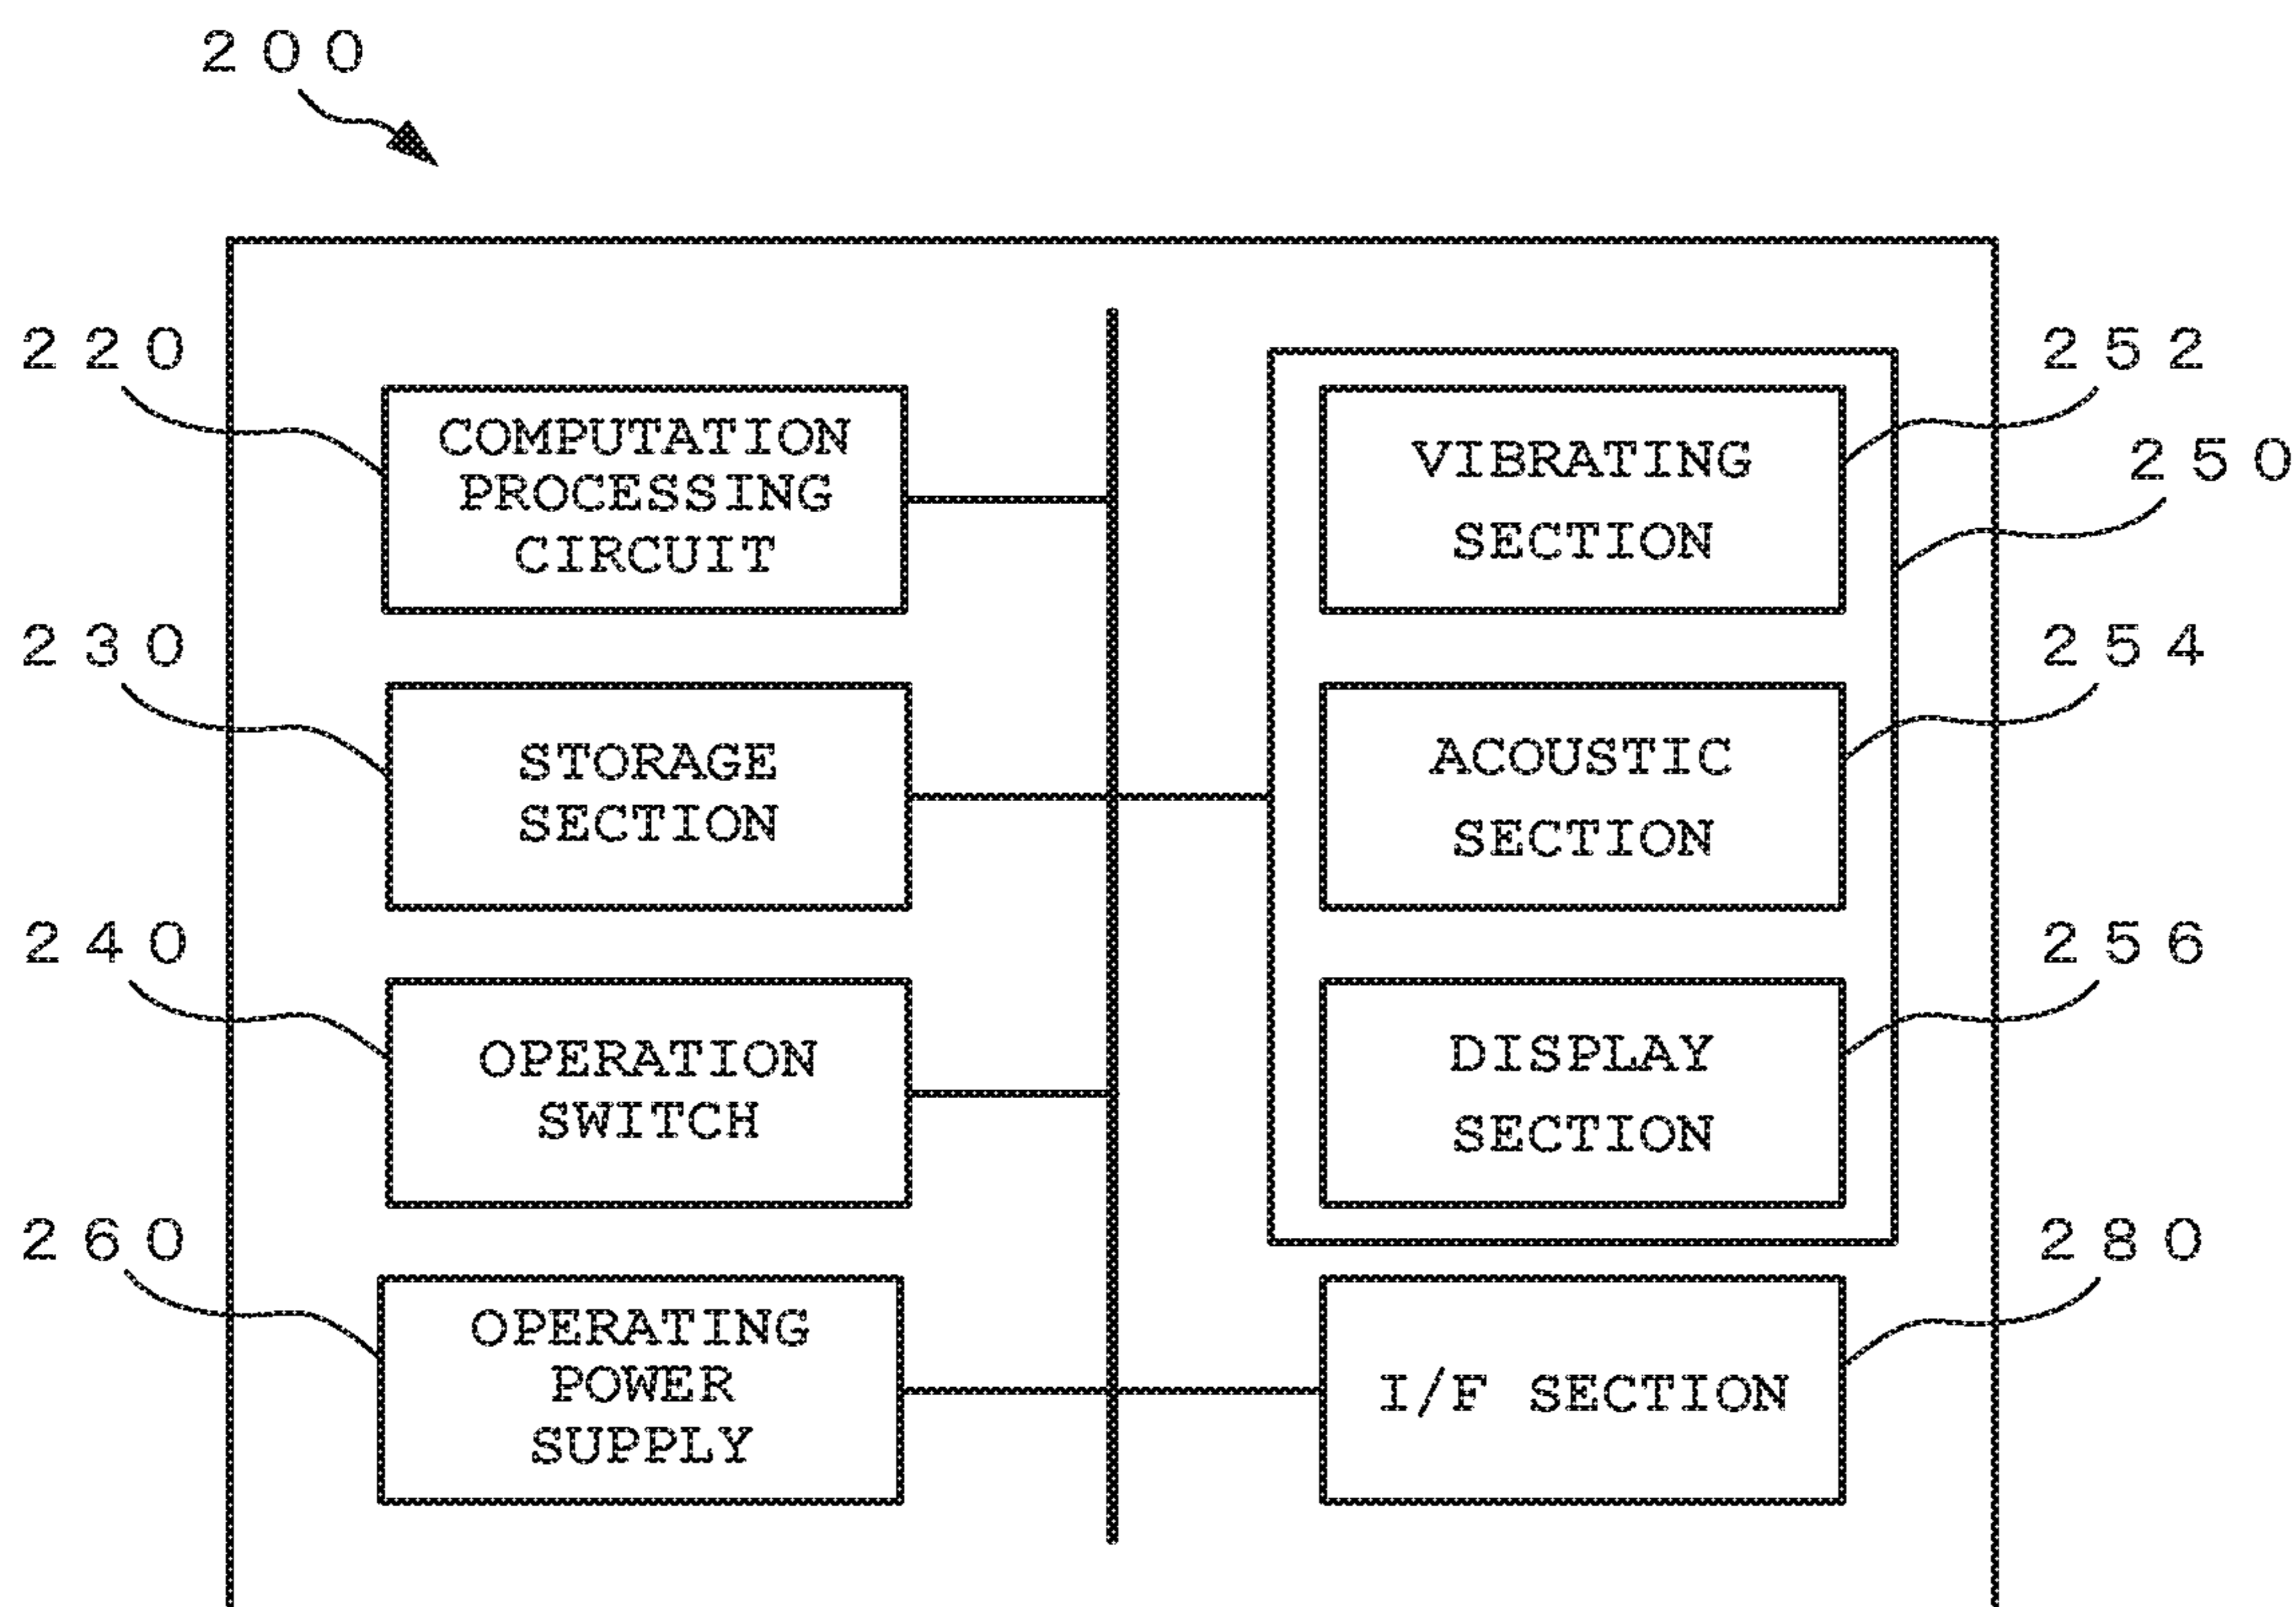 200
220
COMPUTATION
PROCESSING
CIRCUIT
230
STORAGE
SECTION
240
OPERATION
SWITCH
260
OPERATING
POWER
SUPPLY
252
VIBRATING
SECTION
250
254
ACOUSTIC
SECTION
256
DISPLAY
SECTION
280
I/F SECTION